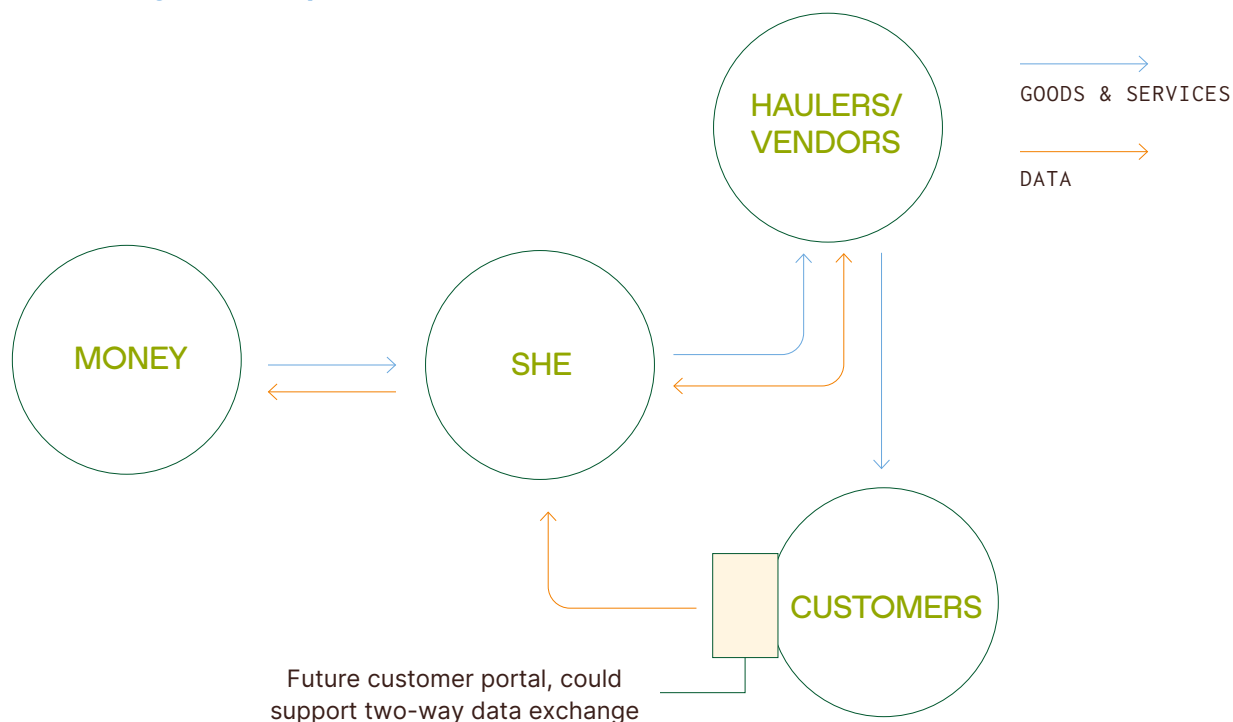 HAULERS/
VENDORS
GOODS & SERVICES
DATA
MONEY
SHE
CUSTOMERS
Future customer portal, could
support two-way data exchange